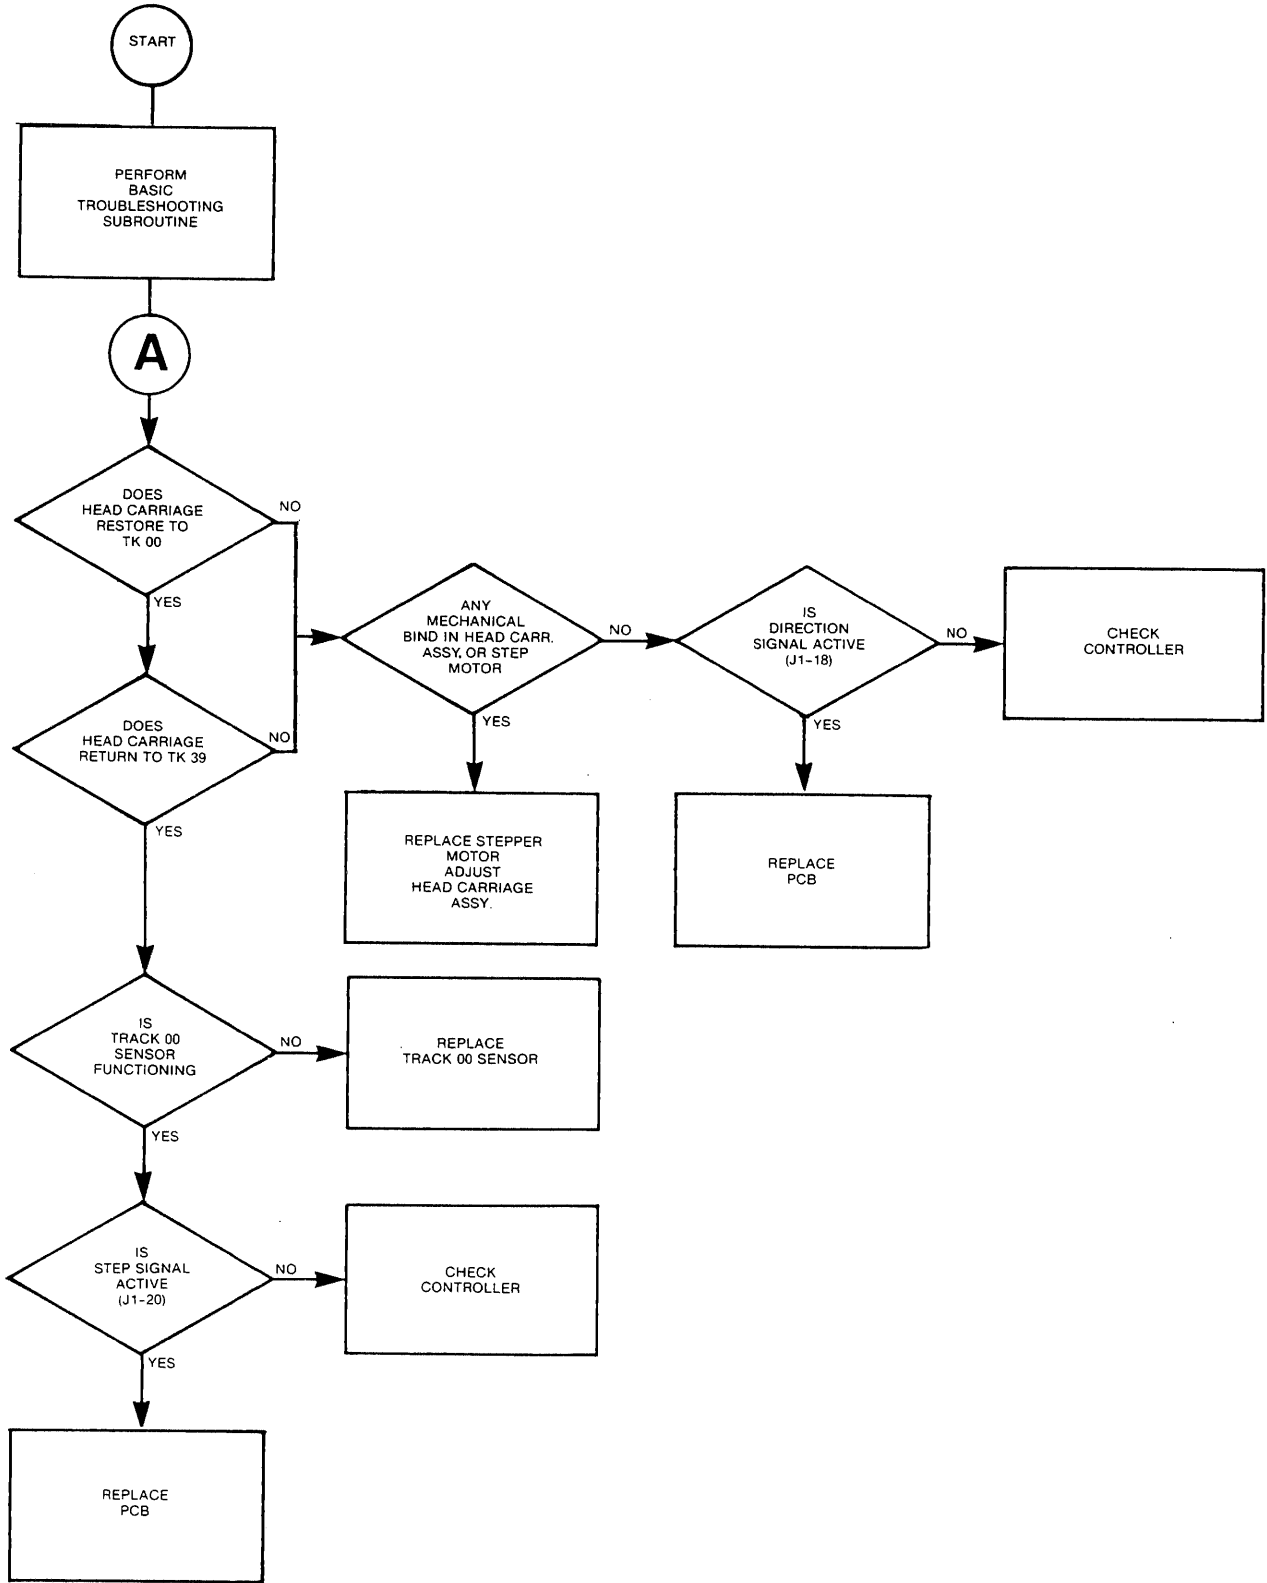 START
PERFORM
BASIC
TROUBLESHOOTING
SUBROUTINE
A
DOES
HEAD CARRIAGE
RESTORE TO
TK 00
NO
YES
DOES
HEAD CARRIAGE
RETURN TO TK 39
NO
YES
ANY
MECHANICAL
BIND IN HEAD CARR.
ASSY. OR STEP
MOTOR
NO
YES
IS
DIRECTION
SIGNAL ACTIVE
(J1-18)
NO
YES
CHECK
CONTROLLER
REPLACE STEPPER
MOTOR
ADJUST
HEAD CARRIAGE
ASSY.
REPLACE
PCB
IS
TRACK 00
SENSOR
FUNCTIONING
NO
YES
REPLACE
TRACK 00 SENSOR
IS
STEP SIGNAL
ACTIVE
(J1-20)
NO
YES
CHECK
CONTROLLER
REPLACE
PCB